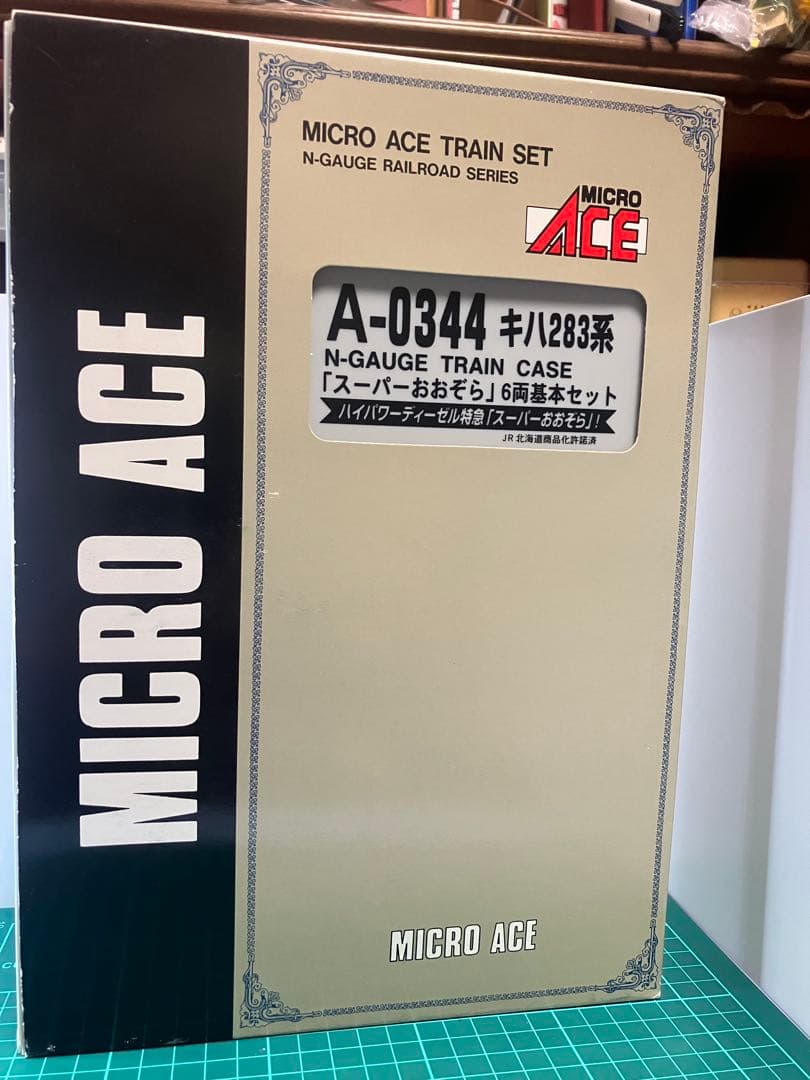 MICRO ACE
MICRO ACE TRAIN SET
N-GAUGE RAILROAD SERIES
MICRO
ACE
A-0344 キハ283系
N-GAUGE TRAIN CASE
「スーパーおおぞら」6両基本セット
ハイパワーディーゼル特急「スーパーおおぞら」!
JR北海道商品化許諾済
MICRO ACE